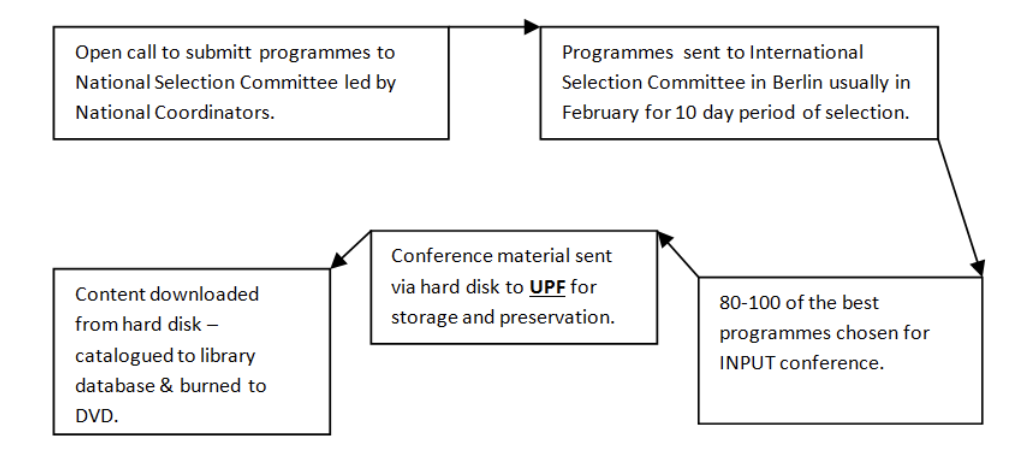 Open call to submitt programmes to
National Selection Committee led by
National Coordinators.
Programmes sent to International
Selection Committee in Berlin usually in
February for 10 day period of selection.
80-100 of the best
programmes chosen for
INPUT conference.
Conference material sent
via hard disk to UPF for
storage and preservation.
Content downloaded
from hard disk –
catalogued to library
database & burned to
DVD.